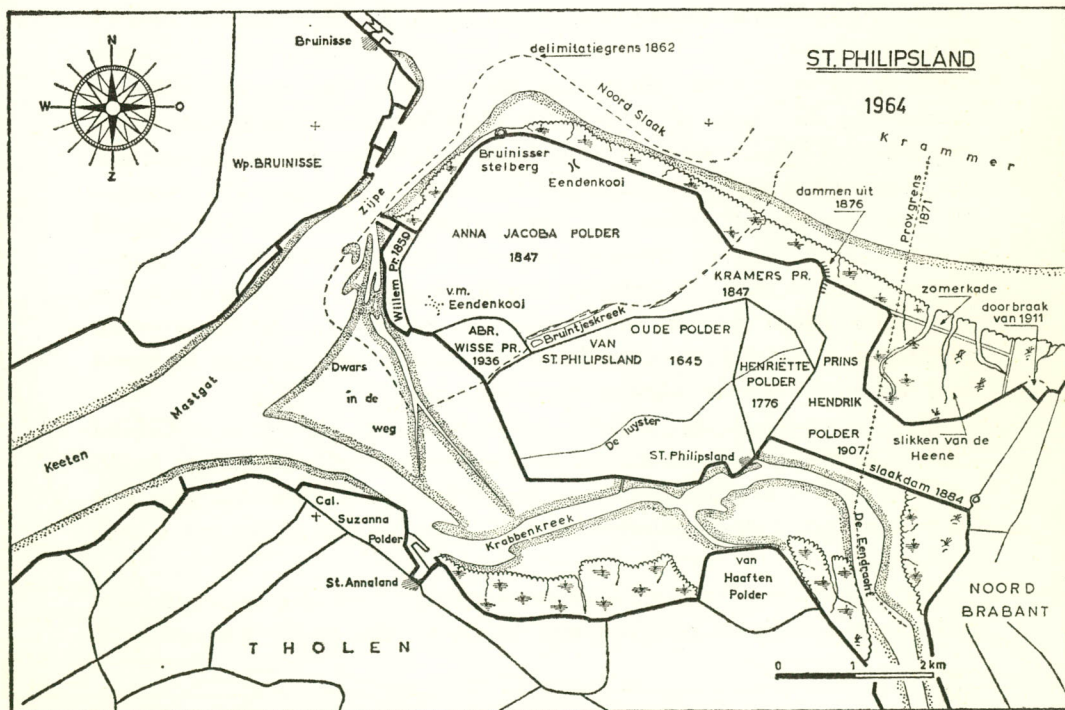 ST. PHILIPSLAND
1964
N
W
O
Z
Bruinisse
delimitatiegrens 1862
Noord Slaak
Krammer
Wp. BRUINISSE
Bruinisser
stelberg
Eendenkooi
dammen uit
1876
Prov. grens
1871
Zijpe
ANNA JACOBA POLDER
1847
Willem Pr. 1859
KRAMERS PR.
1847
zomerkade
doorbraak
van 1911
v.m.
Eendenkooi
Bruintjeskreek
ABR.
WISSE PR.
1936
OUDE POLDER
VAN
ST. PHILIPSLAND
1645
HENRIËTTE
POLDER
1776
PRINS
HENDRIK
POLDER
1907
Dwars
in de
weg
Mastgat
Keeten
De luyster
slikken van de
Heene
ST. Philipsland
slaakdam 1884
Cal.
Suzanna
Polder
Krabbenkreek
De Eendracht
St. Annaland
van
Haaften
Polder
NOORD
BRABANT
THOLEN
0 1 2 km